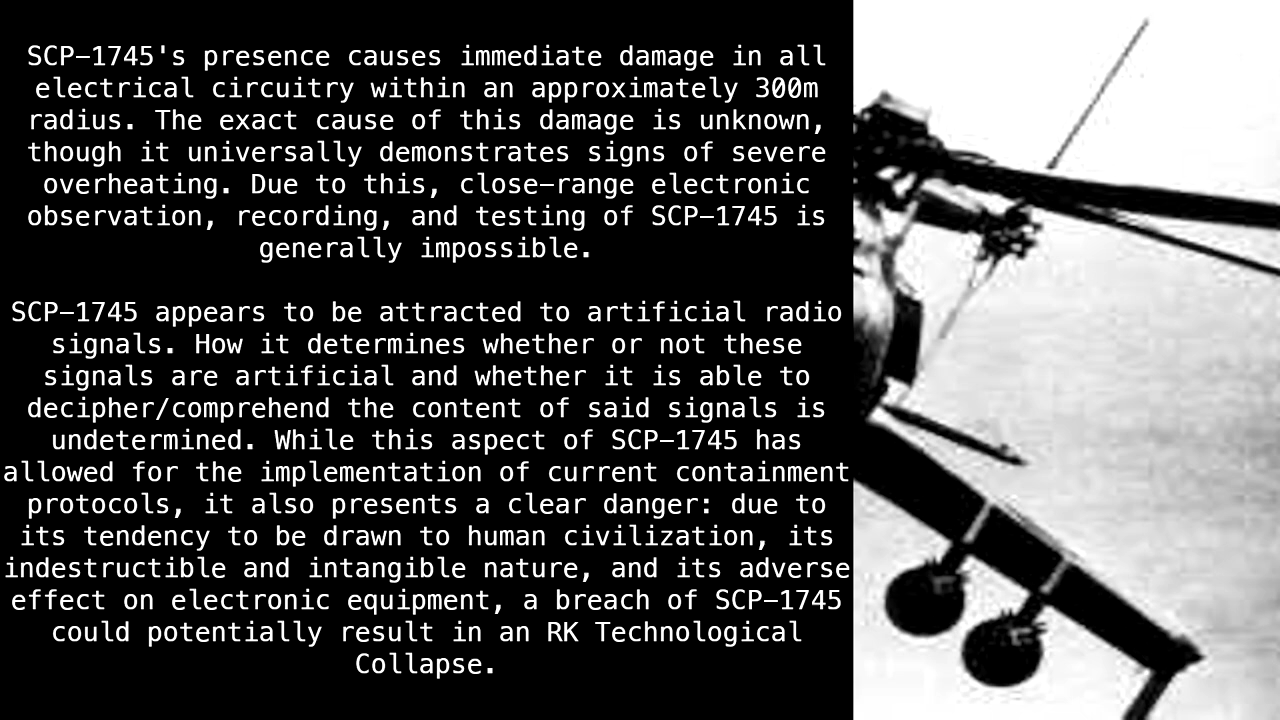 SCP-1745's presence causes immediate damage in all
electrical circuitry within an approximately 300m
radius. The exact cause of this damage is unknown,
though it universally demonstrates signs of severe
overheating. Due to this, close-range electronic
observation, recording, and testing of SCP-1745 is
generally impossible.
SCP-1745 appears to be attracted to artificial radio
signals. How it determines whether or not these
signals are artificial and whether it is able to
decipher/comprehend the content of said signals is
undetermined. While this aspect of SCP-1745 has
allowed for the implementation of current containment
protocols, it also presents a clear danger: due to
its tendency to be drawn to human civilization, its
indestructible and intangible nature, and its adverse
effect on electronic equipment, a breach of SCP-1745
could potentially result in an RK Technological
Collapse.